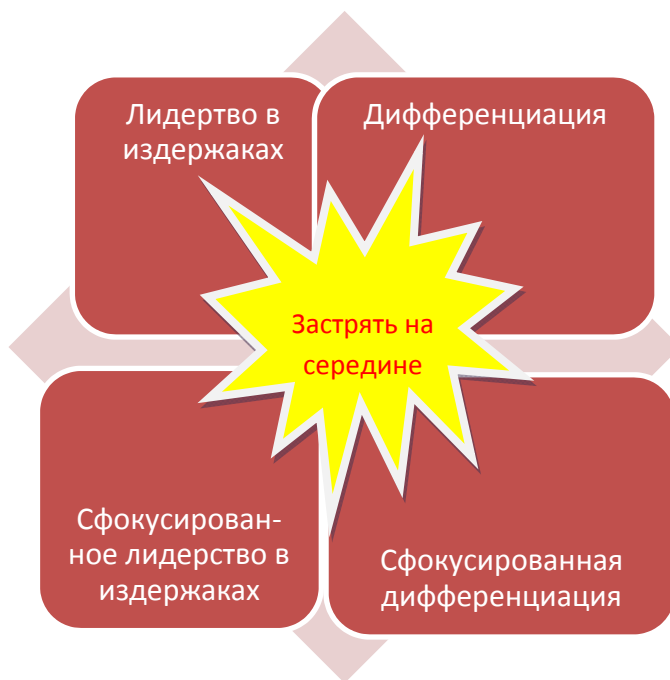 Лидертво в
издержаках
Дифференциация
Застрять на
середине
Сфокусирован-
ное лидерство в
издержаках
Сфокусированная
дифференциация